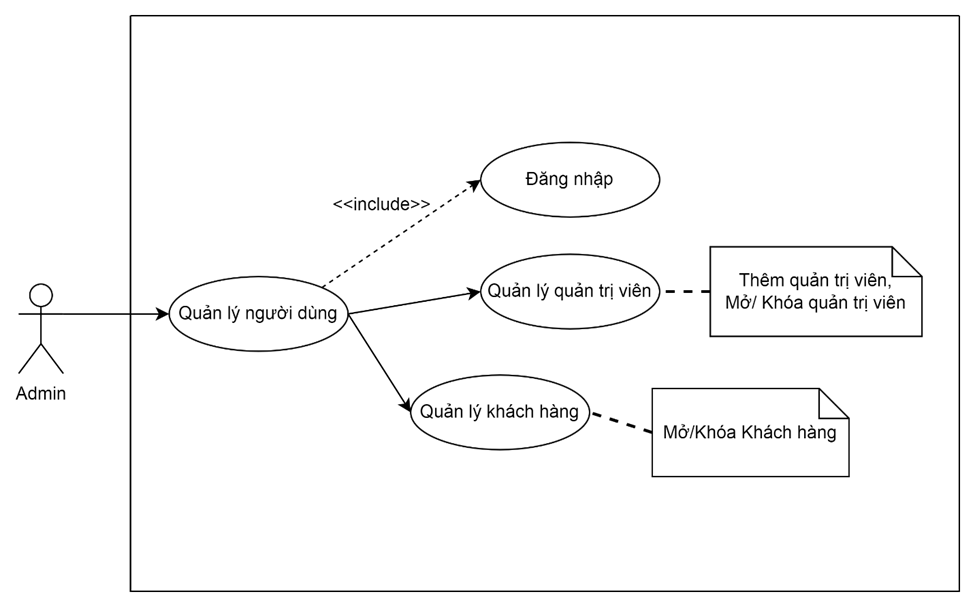 Đăng nhập
<<include>>
Quản lý quản trị viên
Thêm quản trị viên,
Mở/ Khóa quản trị viên
Quản lý người dùng
Admin
Quản lý khách hàng
Mở/Khóa Khách hàng